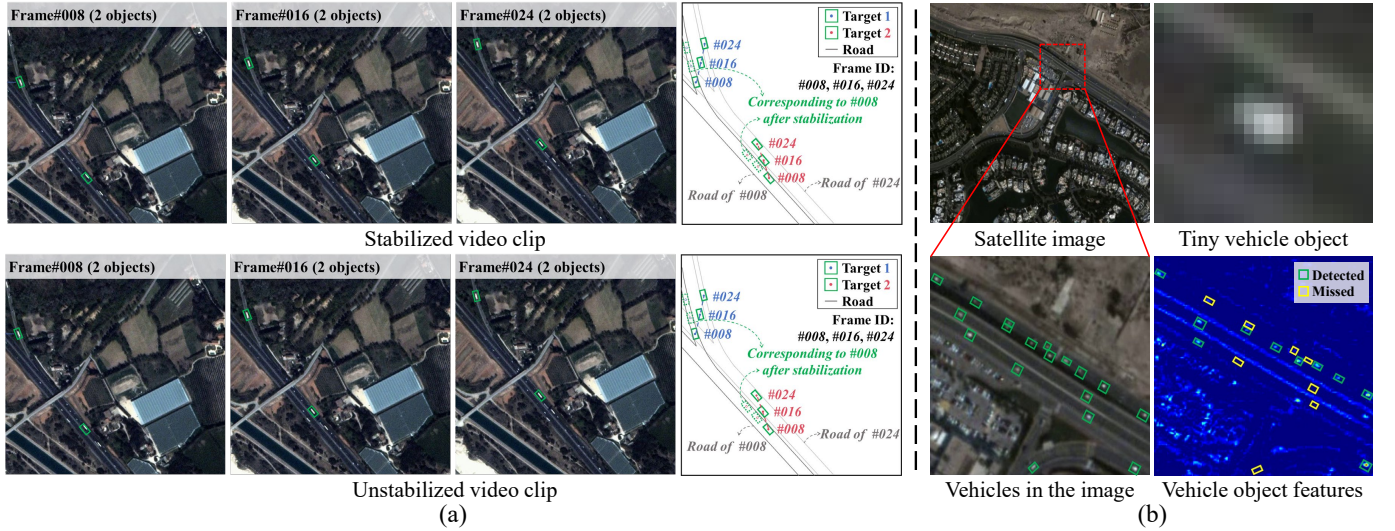 Frame#008 (2 objects)
Frame#016 (2 objects)
Frame#024 (2 objects)
Target 1
Target 2
Road
Frame ID:
#008, #016, #024
#024
#016
#008
Corresponding to #008
after stabilization
#024
#016
#008
Road of #008
Road of #024
Stabilized video clip
Frame#008 (2 objects)
Frame#016 (2 objects)
Frame#024 (2 objects)
Target 1
Target 2
Road
Frame ID:
#008, #016, #024
#024
#016
#008
Corresponding to #008
after stabilization
#024
#016
#008
Road of #008
Road of #024
Unstabilized video clip
(a)
Satellite image
Tiny vehicle object
Detected
Missed
Vehicles in the image
Vehicle object features
(b)